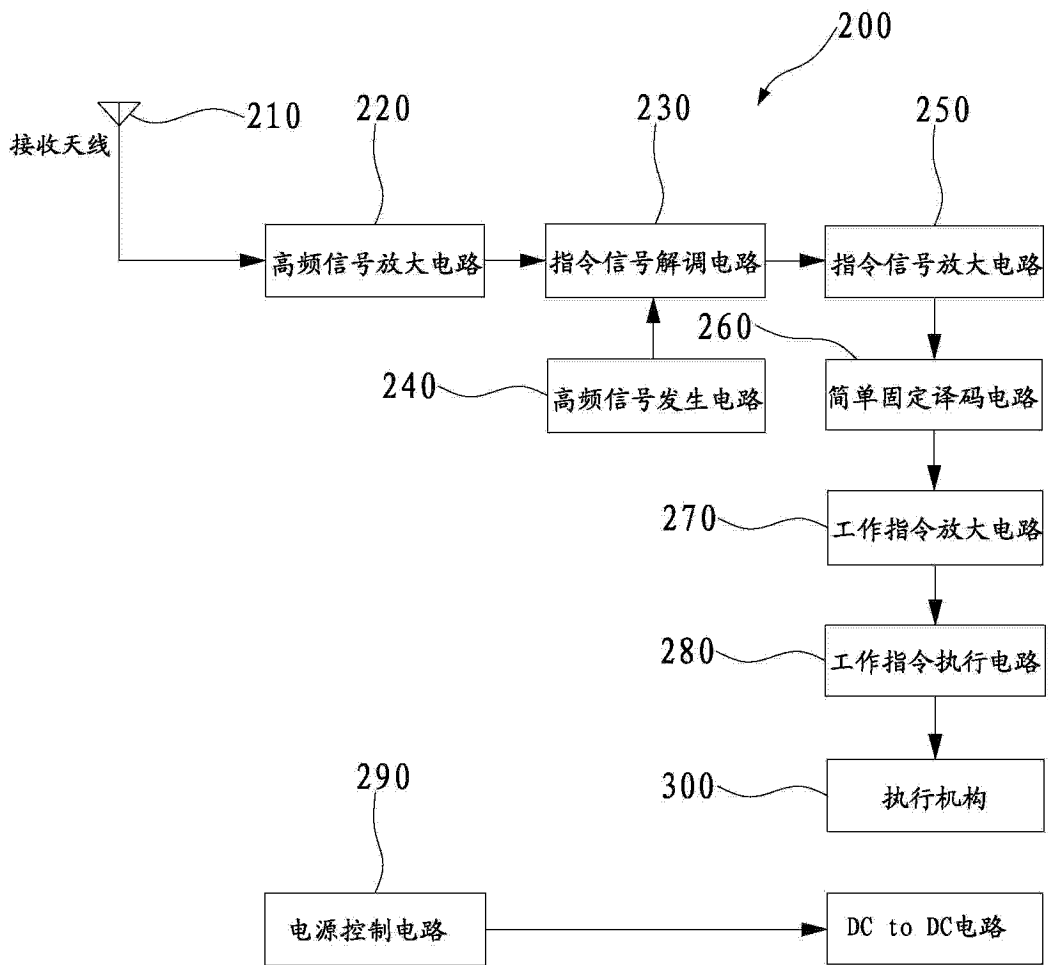 200
210
220
230
250
接收天线
高频信号放大电路
指令信号解调电路
指令信号放大电路
260
240
高频信号发生电路
简单固定译码电路
270
工作指令放大电路
280
工作指令执行电路
290
300
执行机构
电源控制电路
DC to DC电路